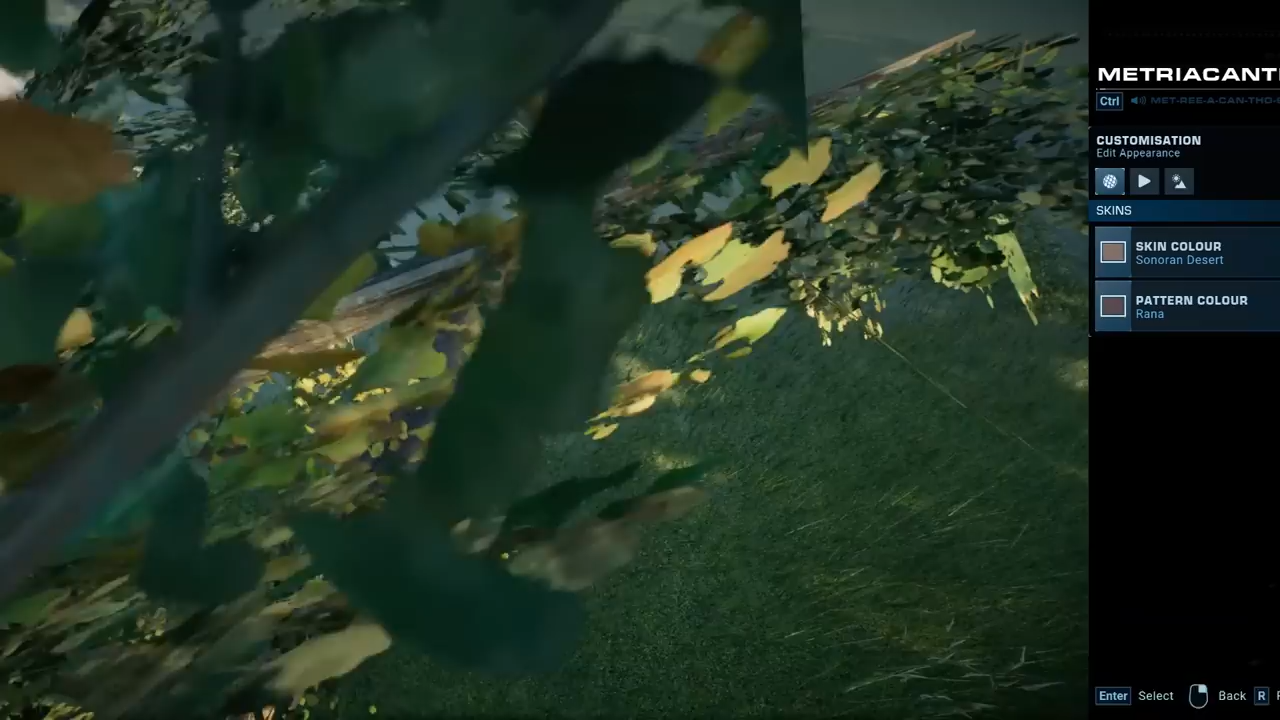 METRIACANT
Ctrl MET-REE-A-CAN-THO-
CUSTOMISATION
Edit Appearance
SKINS
SKIN COLOUR
Sonoran Desert
PATTERN COLOUR
Rana
Enter Select Back R